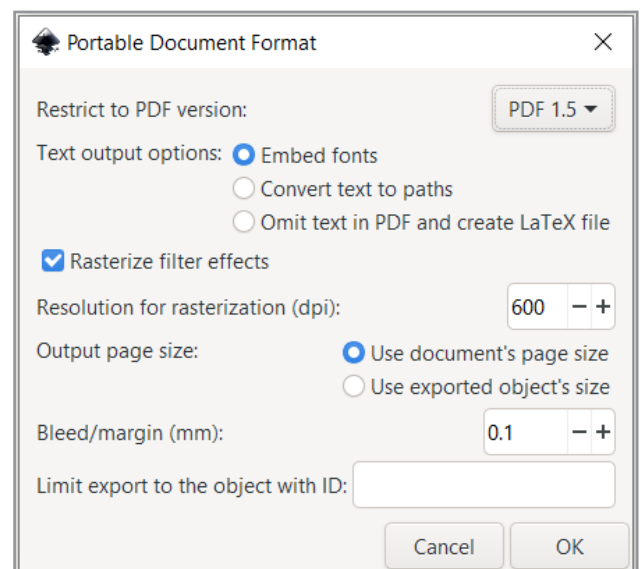 Portable Document Format
Restrict to PDF version: PDF 1.5
Text output options: Embed fonts
Convert text to paths
Omit text in PDF and create LaTeX file
Rasterize filter effects
Resolution for rasterization (dpi): 600
Output page size: Use document's page size
Use exported object's size
Bleed/margin (mm): 0.1
Limit export to the object with ID:
Cancel OK